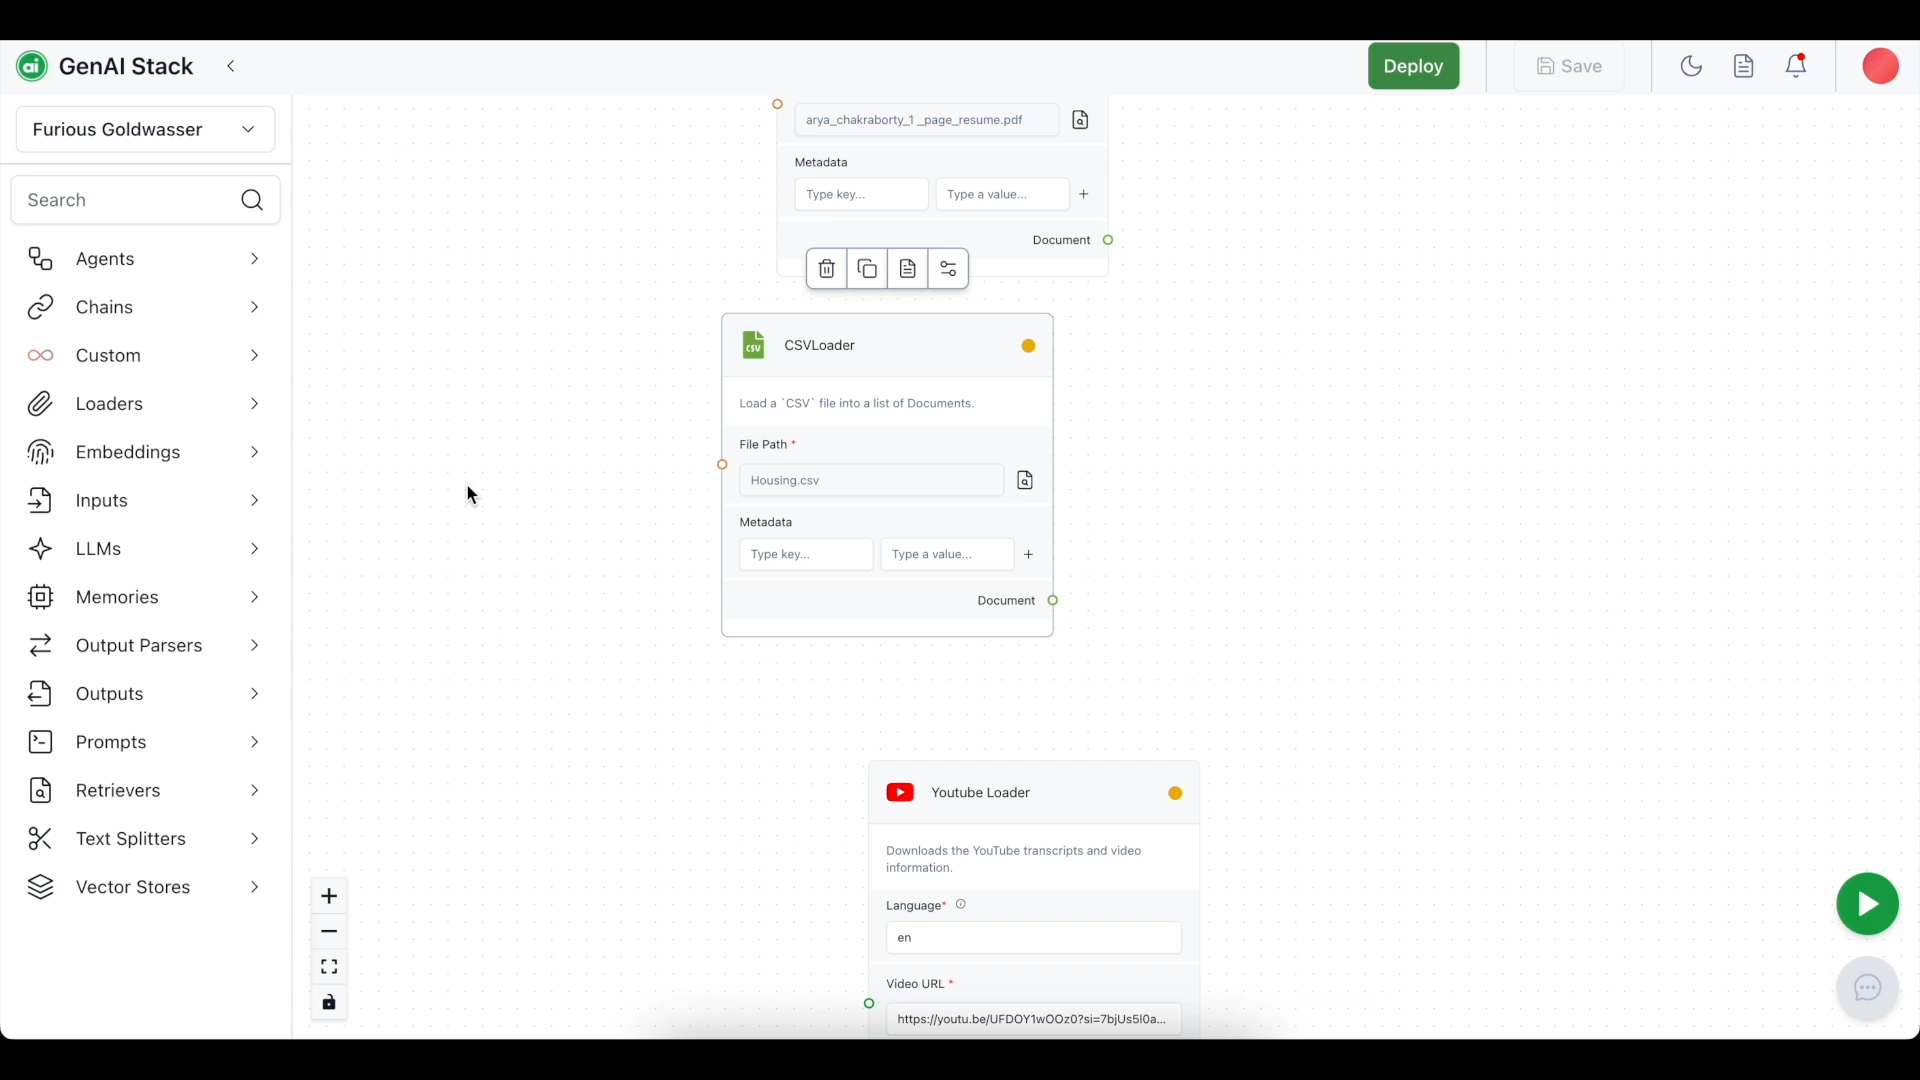 ai GenAI Stack
Deploy
Save
Furious Goldwasser
Search
Agents
Chains
Custom
Loaders
Embeddings
Inputs
LLMs
Memories
Output Parsers
Outputs
Prompts
Retrievers
Text Splitters
Vector Stores
arya_chakraborty_1 _page_resume.pdf
Metadata
Type key... Type a value... +
Document
CSV CSVLoader
Load a `CSV` file into a list of Documents.
File Path *
Housing.csv
Metadata
Type key... Type a value... +
Document
Youtube Loader
Downloads the YouTube transcripts and video
information.
Language*
en
Video URL *
https://youtu.be/UFDOY1wOOz0?si=7bjUs5I0a...